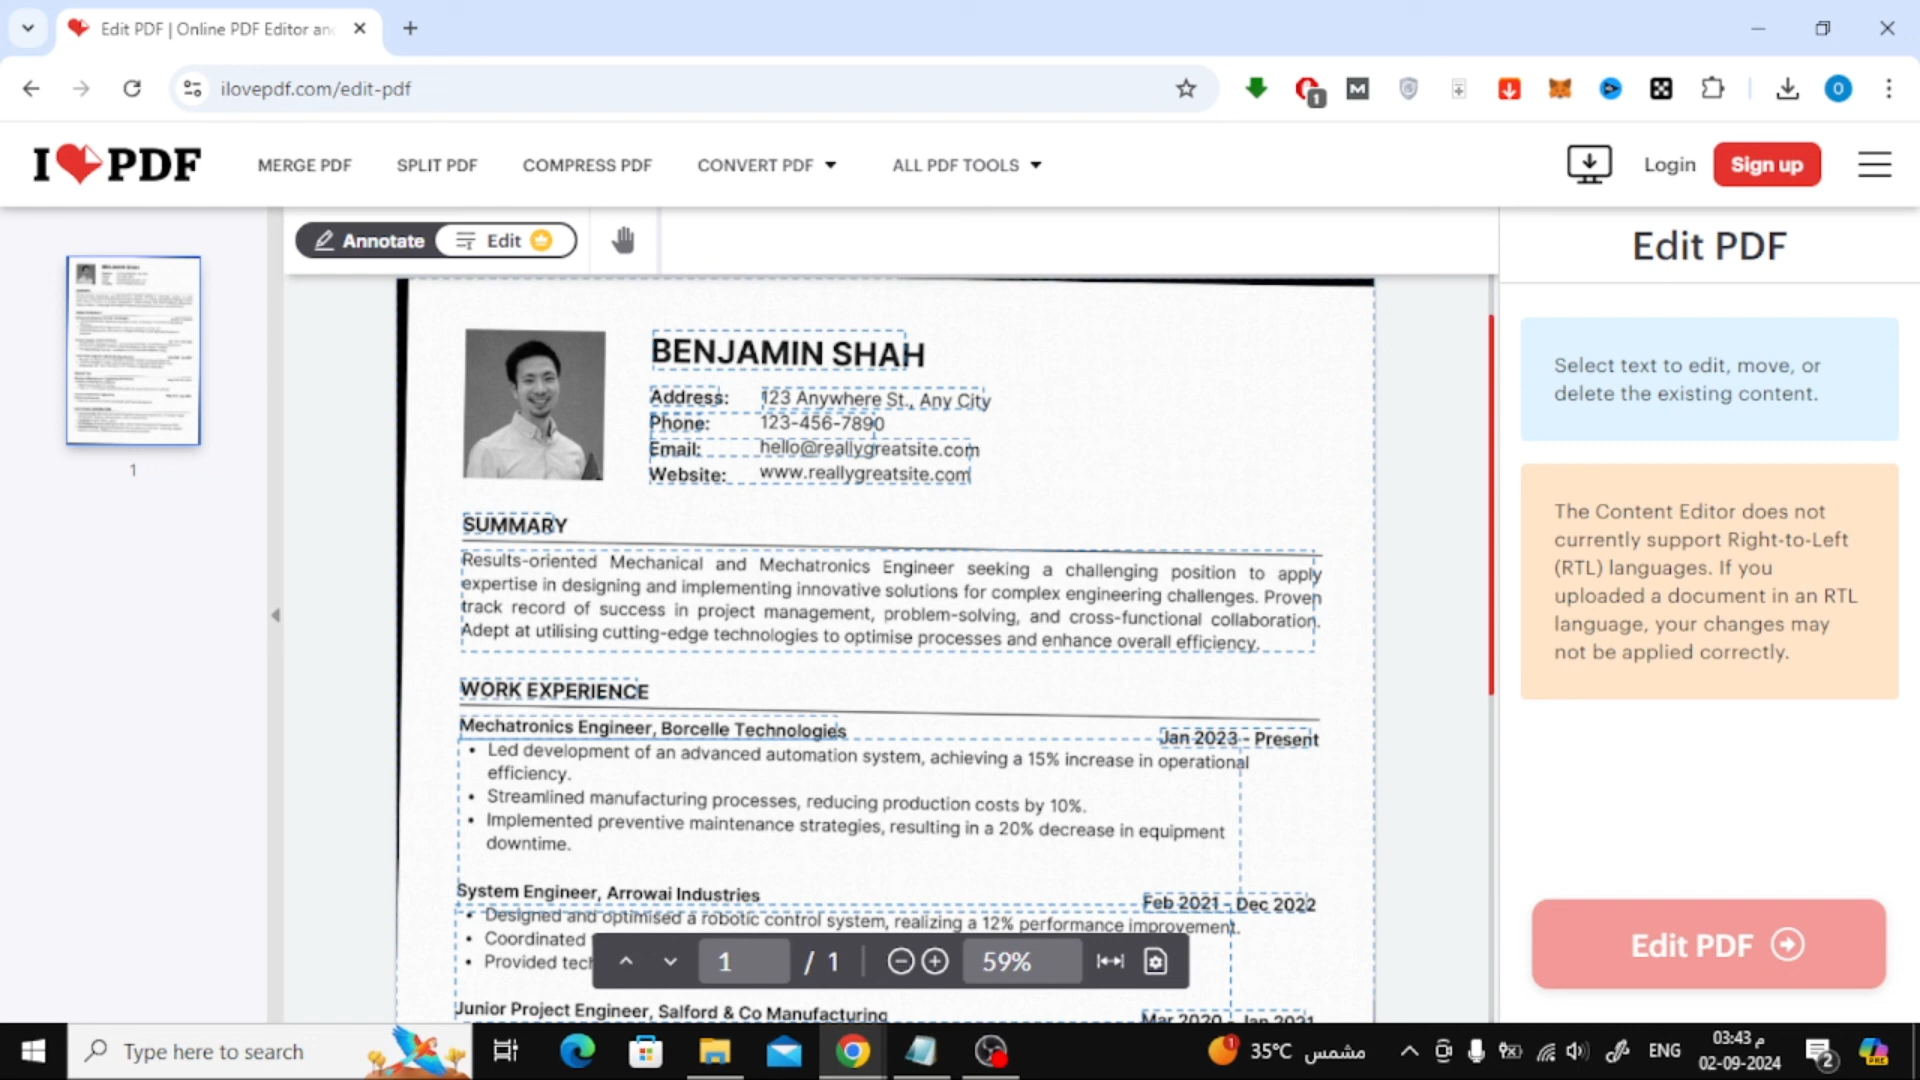 Edit PDF | Online PDF Editor an
ilovepdf.com/edit-pdf
1
M
O
I PDF
MERGE PDF
SPLIT PDF
COMPRESS PDF
CONVERT PDF
ALL PDF TOOLS
Login
Sign up
Annotate
Edit
Edit PDF
1
BENJAMIN SHAH
Address: 123 Anywhere St., Any City
Phone: 123-456-7890
Email: hello@reallygreatsite.com
Website: www.reallygreatsite.com
SUMMARY
Results-oriented Mechanical and Mechatronics Engineer seeking a challenging position to apply
expertise in designing and implementing innovative solutions for complex engineering challenges. Proven
track record of success in project management, problem-solving, and cross-functional collaboration.
Adept at utilising cutting-edge technologies to optimise processes and enhance overall efficiency.
WORK EXPERIENCE
Mechatronics Engineer, Borcelle Technologies Jan 2023 - Present
• Led development of an advanced automation system, achieving a 15% increase in operational
efficiency.
• Streamlined manufacturing processes, reducing production costs by 10%.
• Implemented preventive maintenance strategies, resulting in a 20% decrease in equipment
downtime.
System Engineer, Arrowai Industries Feb 2021 - Dec 2022
• Designed and optimised a robotic control system, realizing a 12% performance improvement.
• Coordinated
• Provided tech
Junior Project Engineer, Salford & Co Manufacturing Mar 2020 - Jan 2021
1 / 1
59%
Select text to edit, move, or
delete the existing content.
The Content Editor does not
currently support Right-to-Left
(RTL) languages. If you
uploaded a document in an RTL
language, your changes may
not be applied correctly.
Edit PDF
Type here to search
1
35°C مشمس
ENG
03:43 م
02-09-2024
2
PRE